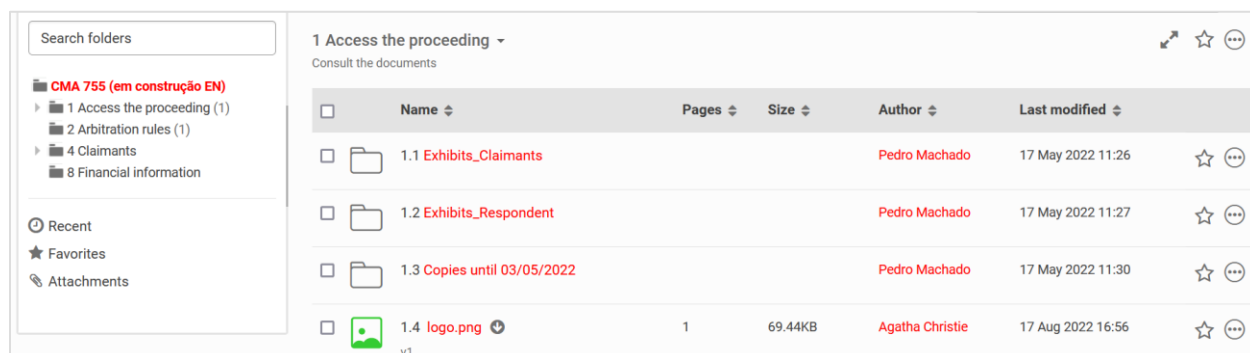 Search folders
CMA 755 (em construção EN)
1 Access the proceeding (1)
2 Arbitration rules (1)
4 Claimants
8 Financial information
Recent
Favorites
Attachments
1 Access the proceeding
Consult the documents
Name Pages Size Author Last modified
1.1 Exhibits_Claimants Pedro Machado 17 May 2022 11:26
1.2 Exhibits_Respondent Pedro Machado 17 May 2022 11:27
1.3 Copies until 03/05/2022 Pedro Machado 17 May 2022 11:30
1.4 logo.png 1 69.44KB Agatha Christie 17 Aug 2022 16:56
v1